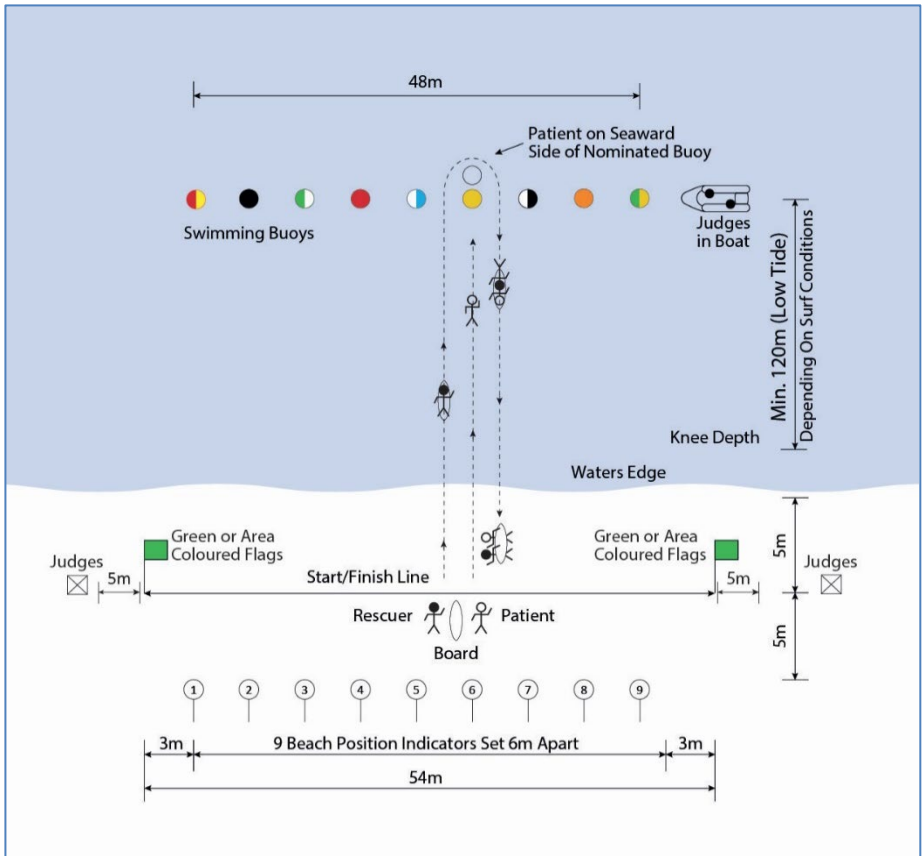 48m
Patient on Seaward
Side of Nominated Buoy
Swimming Buoys
Judges
in Boat
Min. 120m (Low Tide)
Depending On Surf Conditions
Knee Depth
Waters Edge
Green or Area
Coloured Flags
Green or Area
Coloured Flags
5m
Judges
5m
Start/Finish Line
5m
Judges
Rescuer
Patient
Board
5m
1
2
3
4
5
6
7
8
9
3m
9 Beach Position Indicators Set 6m Apart
3m
54m